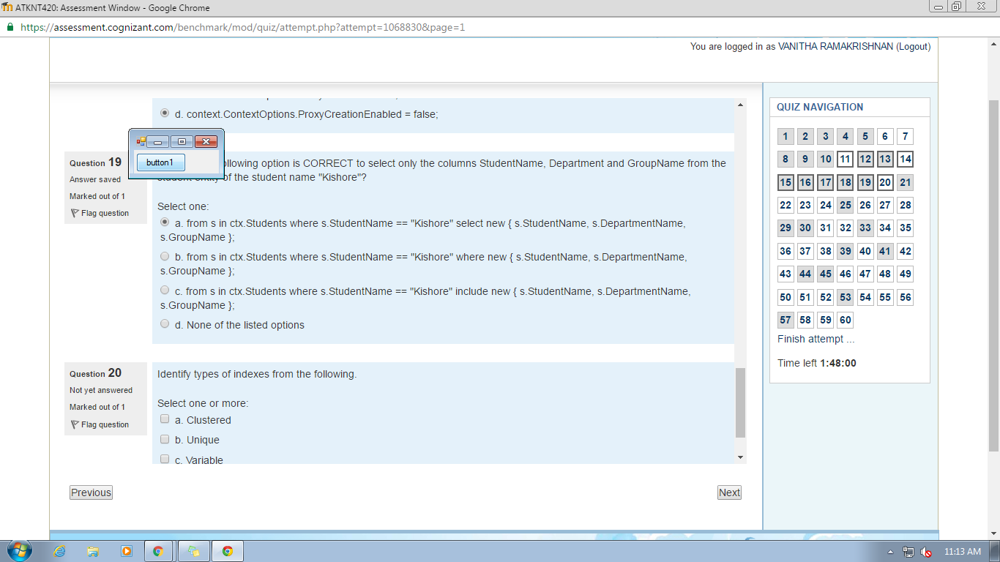 ATKNT420: Assessment Window - Google Chrome
https://assessment.cognizant.com/benchmark/mod/quiz/attempt.php?attempt=1068830&page=1
You are logged in as VANITHA RAMAKRISHNAN (Logout)
d. context.ContextOptions.ProxyCreationEnabled = false;
button1
Question 19
Answer saved
Marked out of 1
Flag question
ollowing option is CORRECT to select only the columns StudentName, Department and GroupName from the
student entity of the student name "Kishore"?
Select one:
a. from s in ctx.Students where s.StudentName == "Kishore" select new { s.StudentName, s.DepartmentName,
s.GroupName };
b. from s in ctx.Students where s.StudentName == "Kishore" where new { s.StudentName, s.DepartmentName,
s.GroupName };
c. from s in ctx.Students where s.StudentName == "Kishore" include new { s.StudentName, s.DepartmentName,
s.GroupName };
d. None of the listed options
Question 20
Not yet answered
Marked out of 1
Flag question
Identify types of indexes from the following.
Select one or more:
a. Clustered
b. Unique
c. Variable
Previous
Next
QUIZ NAVIGATION
1 2 3 4 5 6 7
8 9 10 11 12 13 14
15 16 17 18 19 20 21
22 23 24 25 26 27 28
29 30 31 32 33 34 35
36 37 38 39 40 41 42
43 44 45 46 47 48 49
50 51 52 53 54 55 56
57 58 59 60
Finish attempt ...
Time left 1:48:00
11:13 AM